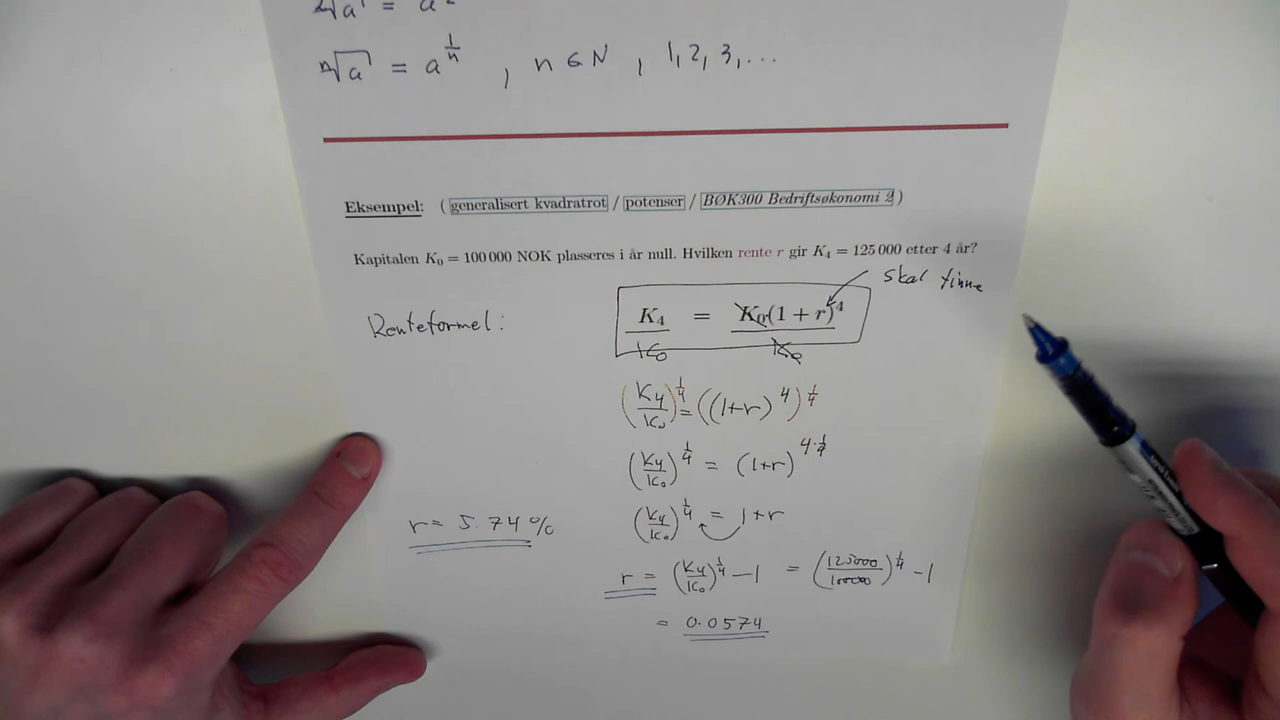 ²√a = a^½
ⁿ√a = a^(1/n) , n ∈ N , 1, 2, 3, ...
Eksempel: ( generalisert kvadratrot / potenser / BØK300 Bedriftsøkonomi 2 )
Kapitalen K₀ = 100 000 NOK plasseres i år null. Hvilken rente r gir K₄ = 125 000 etter 4 år?
skal finne
Renteformel: K₄/K₀ = K₀(1 + r)⁴/K₀
(K₄/K₀)^(1/4) = ((1+r)⁴)^(1/4)
(K₄/K₀)^(1/4) = (1+r)^(4·1/4)
(K₄/K₀)^(1/4) = 1+r
r = 5.74%
r = (K₄/K₀)^(1/4) − 1 = (125000/100000)^(1/4) − 1
= 0.0574